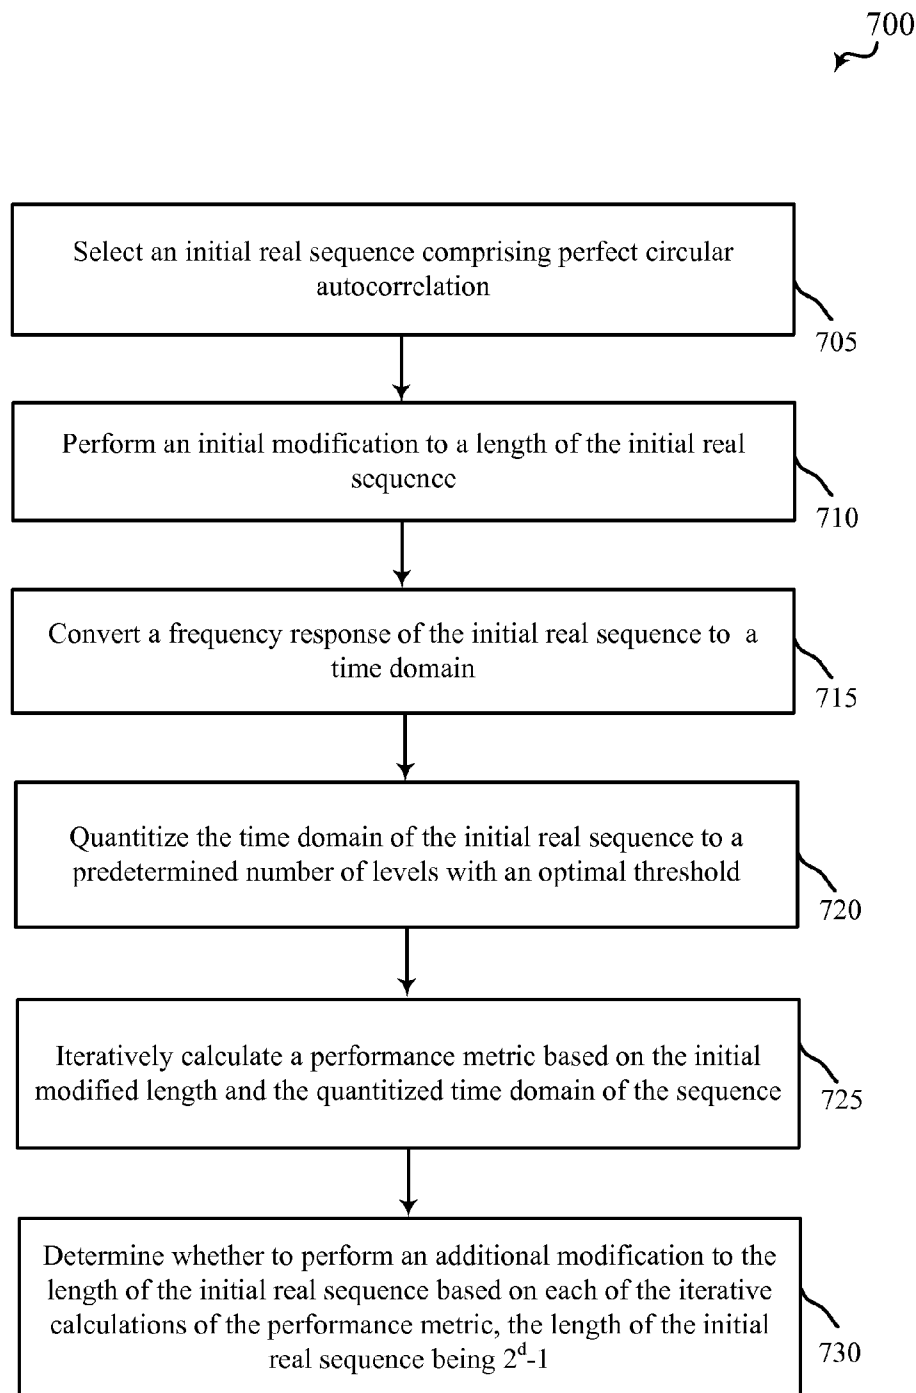 700
Select an initial real sequence comprising perfect circular
autocorrelation
705
Perform an initial modification to a length of the initial real
sequence
710
Convert a frequency response of the initial real sequence to a
time domain
715
Quantitize the time domain of the initial real sequence to a
predetermined number of levels with an optimal threshold
720
Iteratively calculate a performance metric based on the initial
modified length and the quantitized time domain of the sequence
725
Determine whether to perform an additional modification to the
length of the initial real sequence based on each of the iterative
calculations of the performance metric, the length of the initial
real sequence being 2^d-1
730